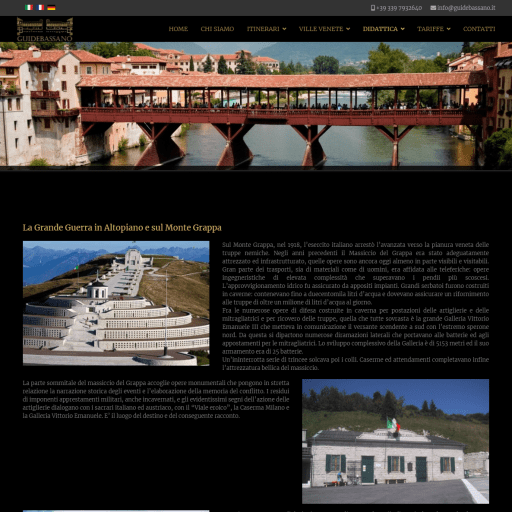 +39 339 7932640 info@guidebassano.it
GUIDEBASSANO
HOME CHI SIAMO ITINERARI VILLE VENETE DIDATTICA TARIFFE CONTATTI
La Grande Guerra in Altopiano e sul Monte Grappa
Sul Monte Grappa, nel 1918, l'esercito italiano arrestò l'avanzata verso la pianura veneta delle
truppe nemiche. Negli anni precedenti il Massiccio del Grappa era stato adeguatamente
attrezzato ed infrastrutturato, quelle opere sono ancora oggi almeno in parte visibili e visitabili.
Gran parte dei trasporti, sia di materiali come di uomini, era affidata alle teleferiche: opere
ingegneristiche di elevata complessità che superavano i pendii più scoscesi.
L'approvvigionamento idrico fu assicurato da appositi impianti. Grandi serbatoi furono costruiti
in caverne: contenevano fino a duecentomila litri d'acqua e dovevano assicurare un rifornimento
alle truppe di oltre un milione di litri d'acqua al giorno.
Fra le numerose opere di difesa costruite in caverna per postazioni delle artiglierie e delle
mitragliatrici e per ricovero delle truppe, quella che tutte sovrasta è la grande Galleria Vittorio
Emanuele III che metteva in comunicazione il versante scendente a sud con l'estremo sperone
nord. Da questa si dipartono numerose diramazioni laterali che portavano alle batterie ed agli
appostamenti per le mitragliatrici. Lo sviluppo complessivo della Galleria è di 5153 metri ed il suo
armamento era di 25 batterie.
Un'ininterrotta serie di trincee solcava poi i colli. Caserme ed attendamenti completavano infine
l'attrezzatura bellica del massiccio.
La parte sommitale del massiccio del Grappa accoglie opere monumentali che pongono in stretta
relazione la narrazione storica degli eventi e l'elaborazione della memoria del conflitto. I residui
di imponenti apprestamenti militari, anche incavernati, e gli evidentissimi segni dell'azione delle
artiglierie dialogano con i sacrari italiano ed austriaco, con il "Viale eroico", la Caserma Milano e
la Galleria Vittorio Emanuele. E' il luogo del destino e del conseguente racconto.